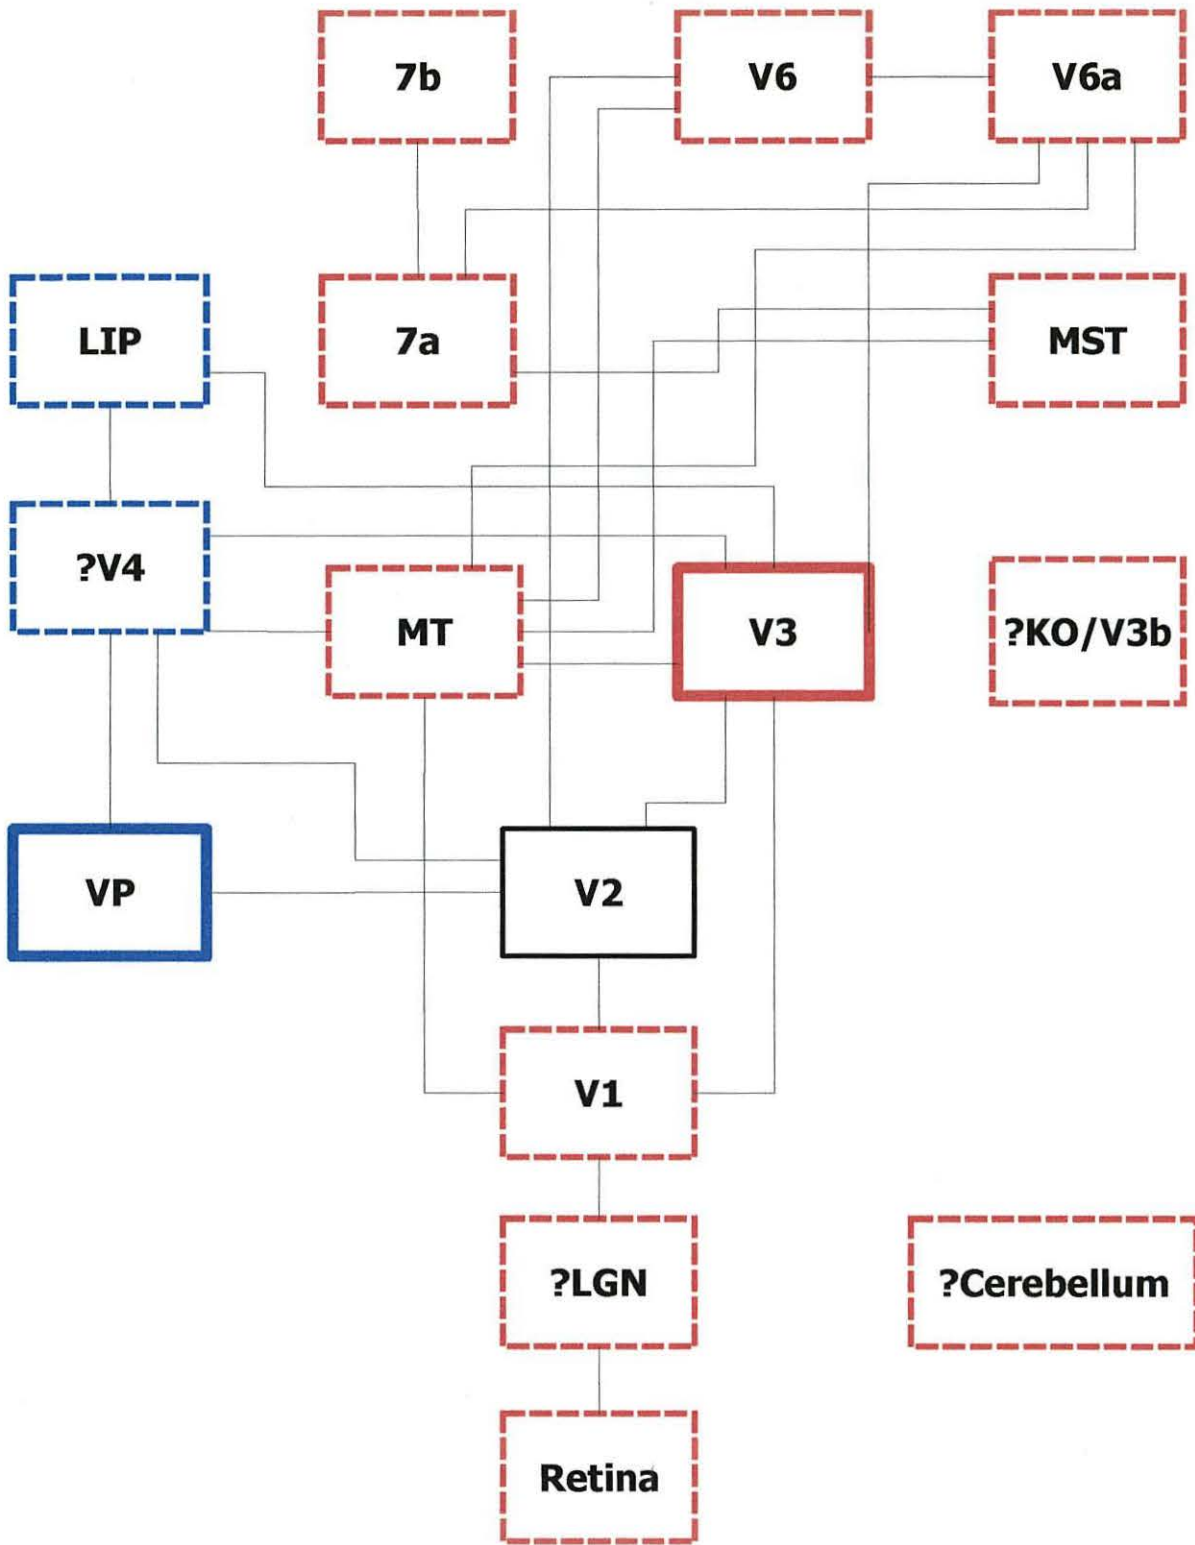 7b
V6
V6a
LIP
7a
MST
?V4
MT
V3
?KO/V3b
VP
V2
V1
?LGN
?Cerebellum
Retina